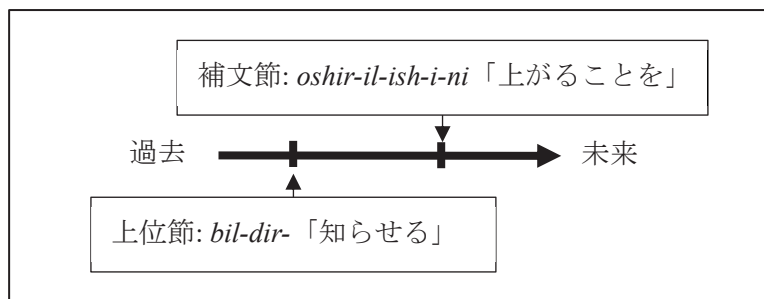 補文節: oshir-il-ish-i-ni「上がることを」
過去 未来
上位節: bil-dir-「知らせる」